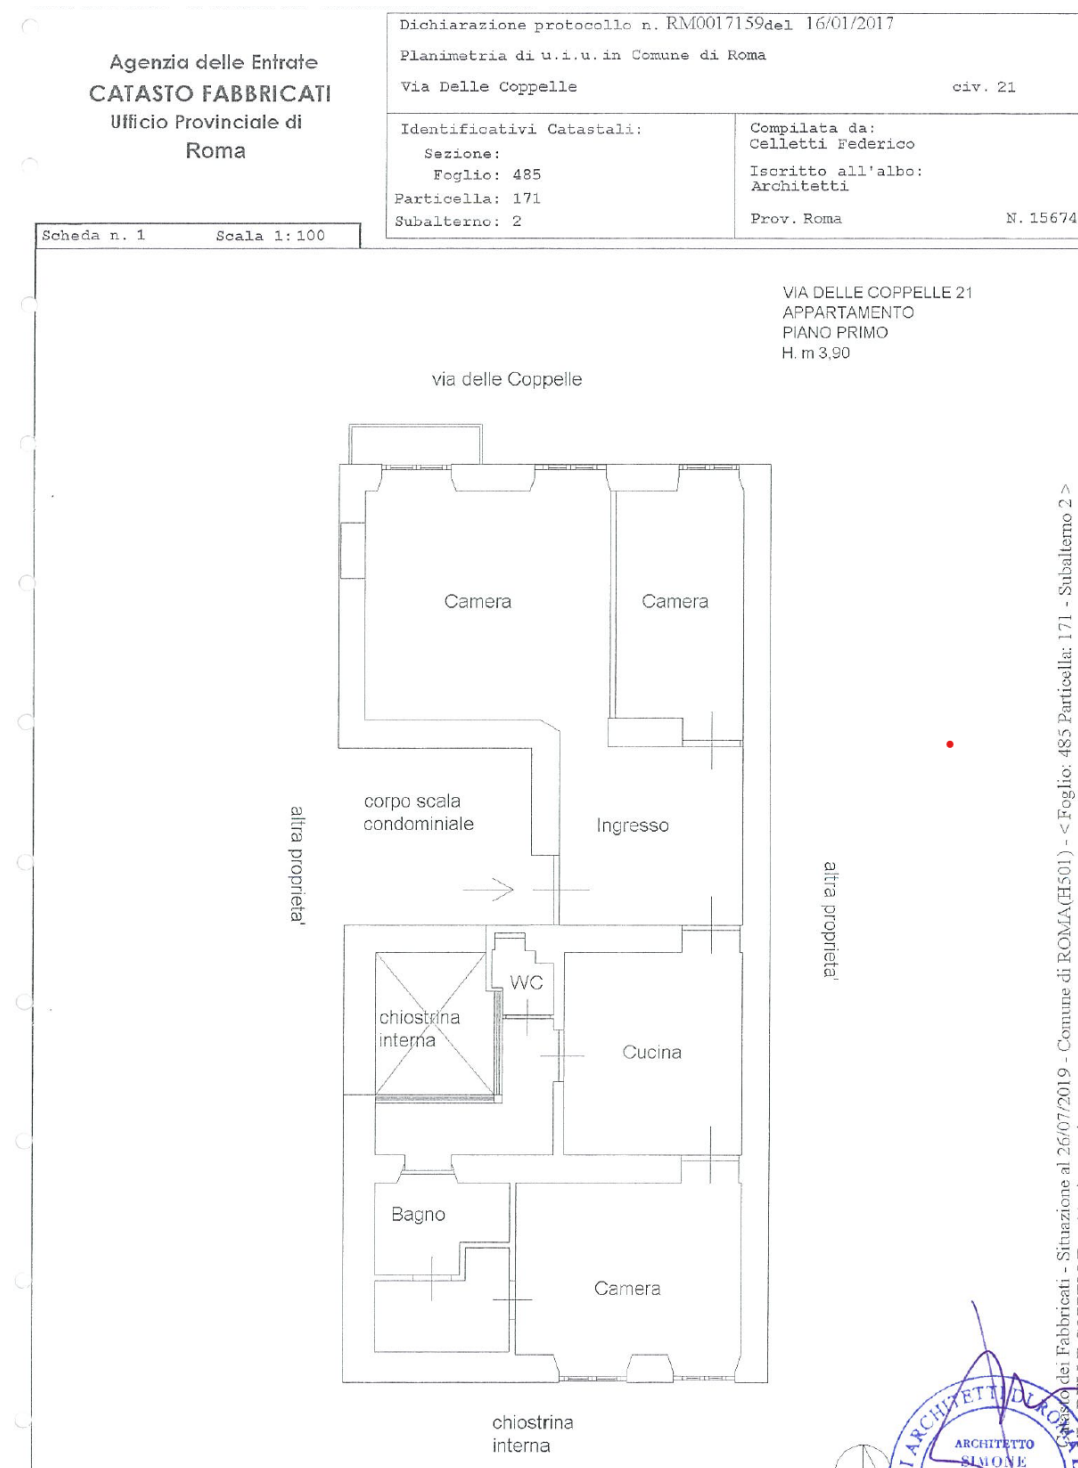 Agenzia delle Entrate
CATASTO FABBRICATI
Ufficio Provinciale di
Roma
Dichiarazione protocollo n. RM0017159del 16/01/2017
Planimetria di u.i.u. in Comune di Roma
Via Delle Coppelle civ. 21
Identificativi Catastali:
Sezione:
Foglio: 485
Particella: 171
Subalterno: 2
Compilata da:
Celletti Federico
Iscritto all'albo:
Architetti
Prov. Roma N. 15674
Scheda n. 1 Scala 1:100
VIA DELLE COPPELLE 21
APPARTAMENTO
PIANO PRIMO
H. m 3,90
via delle Coppelle
Camera
Camera
corpo scala
condominiale
Ingresso
altra proprieta'
altra proprieta'
WC
chiostrina
interna
Cucina
Bagno
Camera
chiostrina
interna
Catasto dei Fabbricati - Situazione al 26/07/2019 - Comune di ROMA(H501) - < Foglio: 485 Particella: 171 - Subalterno 2 >
ARCHITETTI DI ROMA
ARCHITETTO
SIMONE